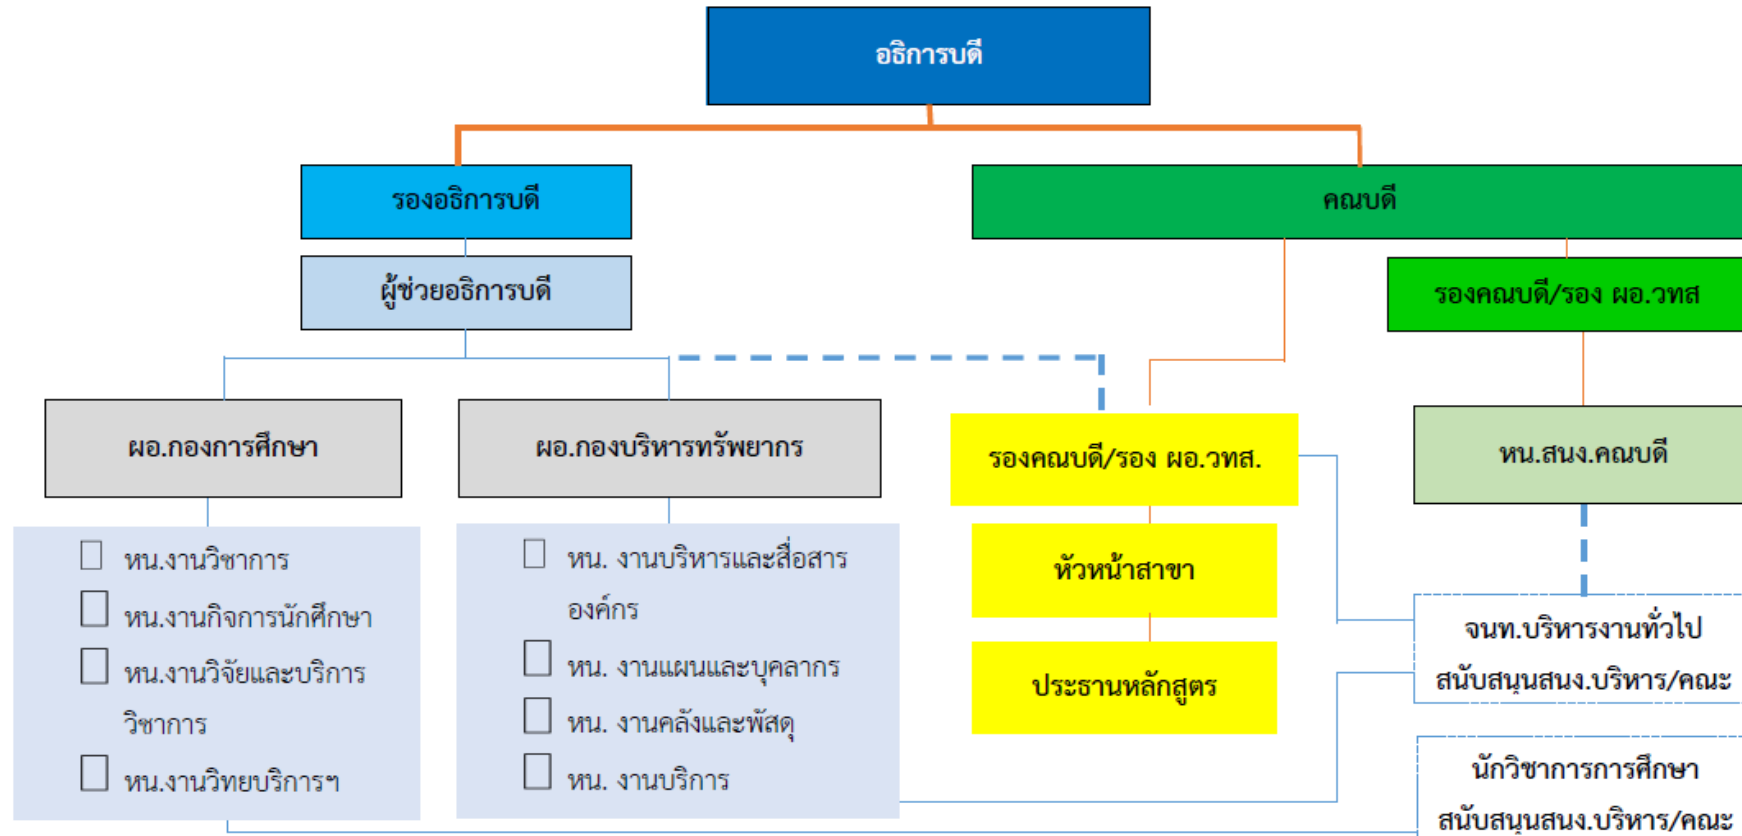 อธิการบดี
รองอธิการบดี
คณบดี
ผู้ช่วยอธิการบดี
รองคณบดี/รอง ผอ.วทส
ผอ.กองการศึกษา
ผอ.กองบริหารทรัพยากร
รองคณบดี/รอง ผอ.วทส.
หน.สนง.คณบดี
หน.งานวิชาการ
หน.งานกิจการนักศึกษา
หน.งานวิจัยและบริการ
วิชาการ
หน.งานวิทยบริการฯ
หน. งานบริหารและสื่อสาร
องค์กร
หน. งานแผนและบุคลากร
หน. งานคลังและพัสดุ
หน. งานบริการ
หัวหน้าสาขา
ประธานหลักสูตร
จนท.บริหารงานทั่วไป
สนับสนุนสนง.บริหาร/คณะ
นักวิชาการการศึกษา
สนับสนุนสนง.บริหาร/คณะ